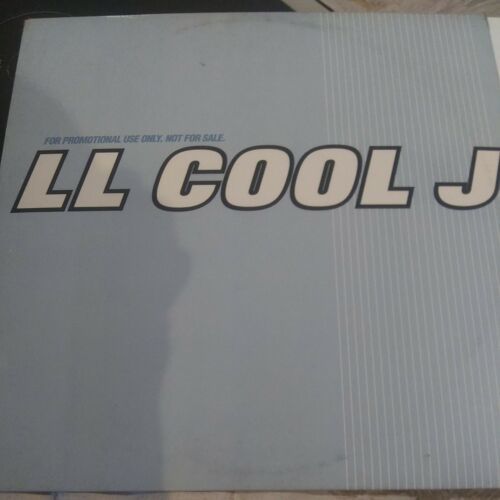 FOR PROMOTIONAL USE ONLY. NOT FOR SALE.
LL COOL J